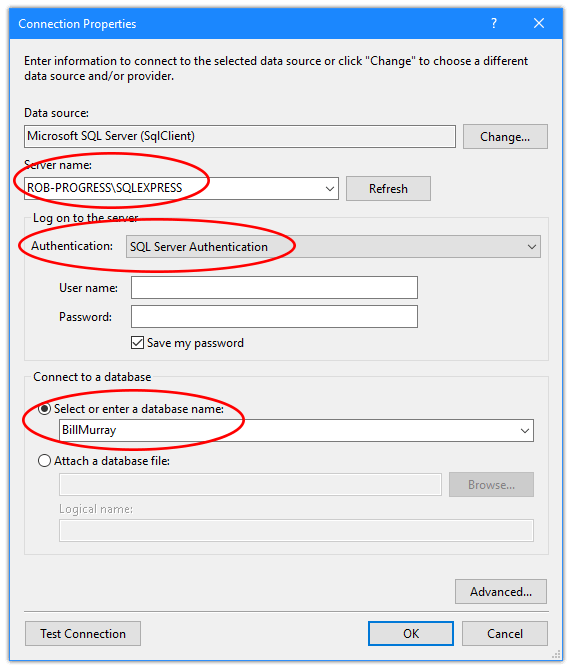 Connection Properties
?
Enter information to connect to the selected data source or click "Change" to choose a different
data source and/or provider.
Data source:
Microsoft SQL Server (SqlClient)
Change...
Server name:
ROB-PROGRESS\SQLEXPRESS
Refresh
Log on to the server
Authentication:
SQL Server Authentication
User name:
Password:
Save my password
Connect to a database
Select or enter a database name:
BillMurray
Attach a database file:
Browse...
Logical name:
Advanced...
Test Connection
OK
Cancel